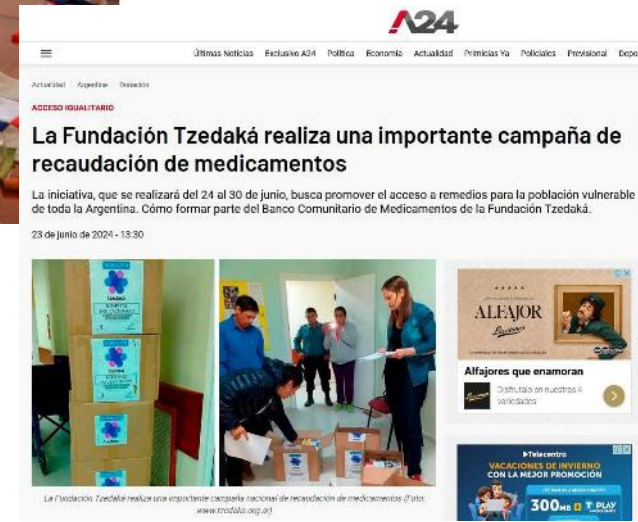 A24
Últimas Noticias Exclusivo A24 Política Economía Actualidad Primicias Ya Policiales Previsional Depo
Actualidad Argentina Donación
ACCESO IGUALITARIO
La Fundación Tzedaká realiza una importante campaña de
recaudación de medicamentos
La iniciativa, que se realizará del 24 al 30 de junio, busca promover el acceso a remedios para la población vulnerable
de toda la Argentina. Cómo formar parte del Banco Comunitario de Medicamentos de la Fundación Tzedaká.
23 de junio de 2024 - 13:30
La Fundación Tzedaká realiza una importante campaña nacional de recaudación de medicamentos (Foto:
www.tzedaka.org.ar)
ALFAJOR
Alfajores que enamoran
Disfrutalo en nuestras 4
variedades
Telecentro
VACACIONES DE INVIERNO
CON LA MEJOR PROMOCIÓN
300MB T PLAY